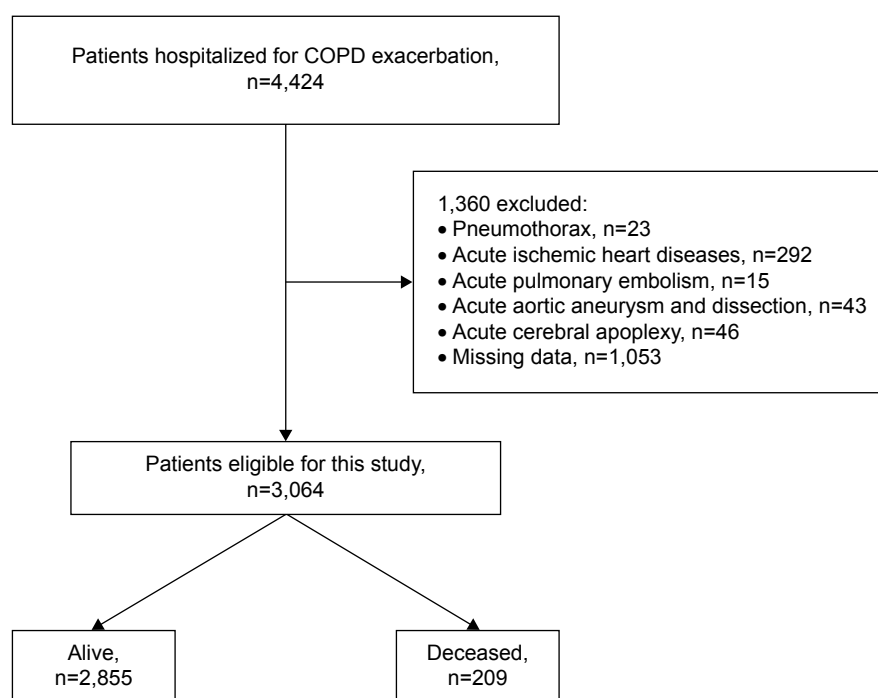 Patients hospitalized for COPD exacerbation,
n=4,424
1,360 excluded:
• Pneumothorax, n=23
• Acute ischemic heart diseases, n=292
• Acute pulmonary embolism, n=15
• Acute aortic aneurysm and dissection, n=43
• Acute cerebral apoplexy, n=46
• Missing data, n=1,053
Patients eligible for this study,
n=3,064
Alive,
n=2,855
Deceased,
n=209